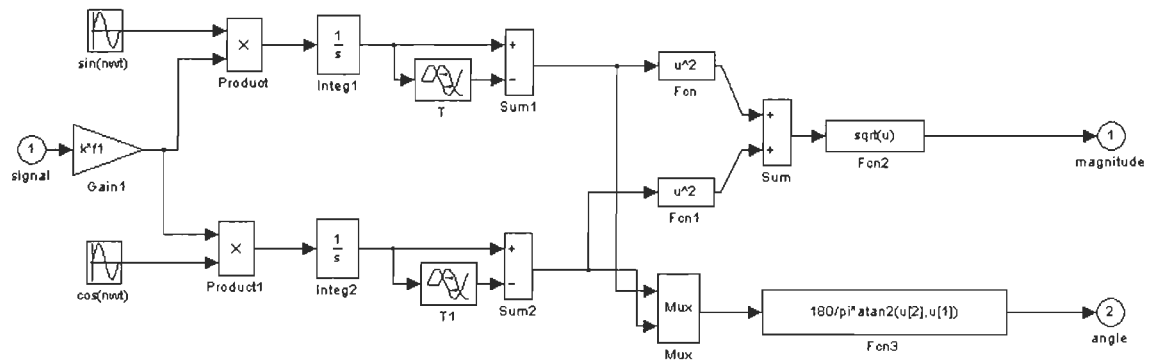 sin(nwt)
×
Product
1
s
Integ1
T
+
−
Sum1
u^2
Fcn
+
+
Sum
sqrt(u)
Fcn2
1
magnitude
1
signal
k*f1
Gain1
u^2
Fcn1
cos(nwt)
×
Product1
1
s
Integ2
T1
+
−
Sum2
Mux
Mux
180/pi*atan2(u[2],u[1])
Fcn3
2
angle